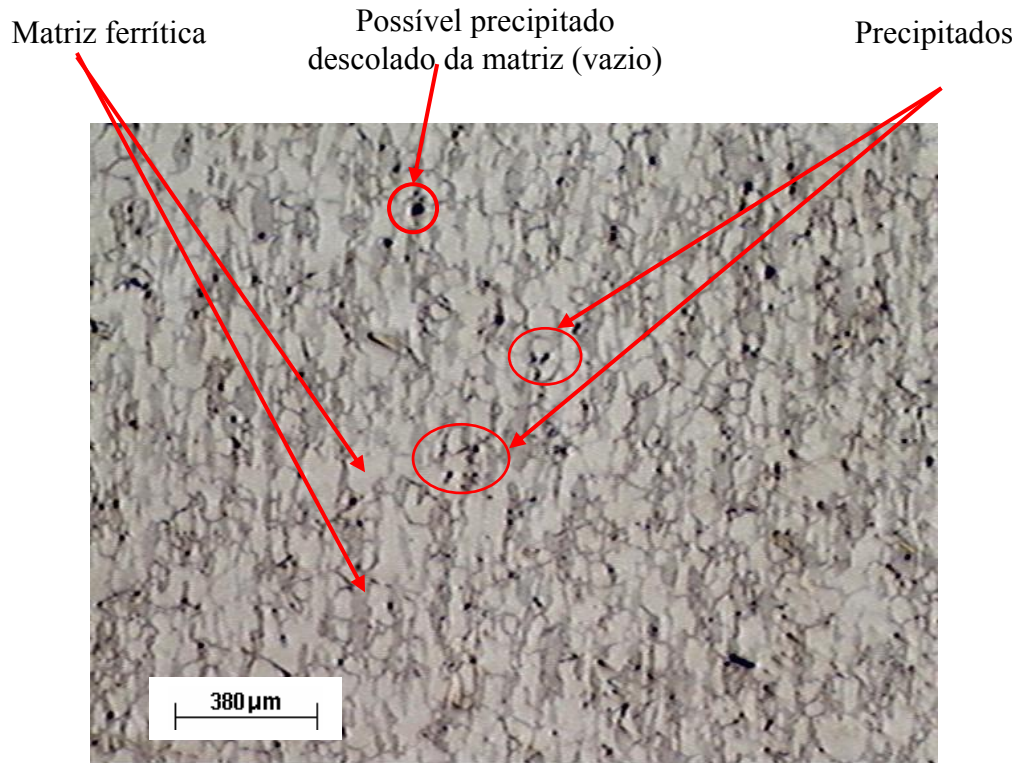 Matriz ferrítica
Possível precipitado
descolado da matriz (vazio)
Precipitados
380 µm